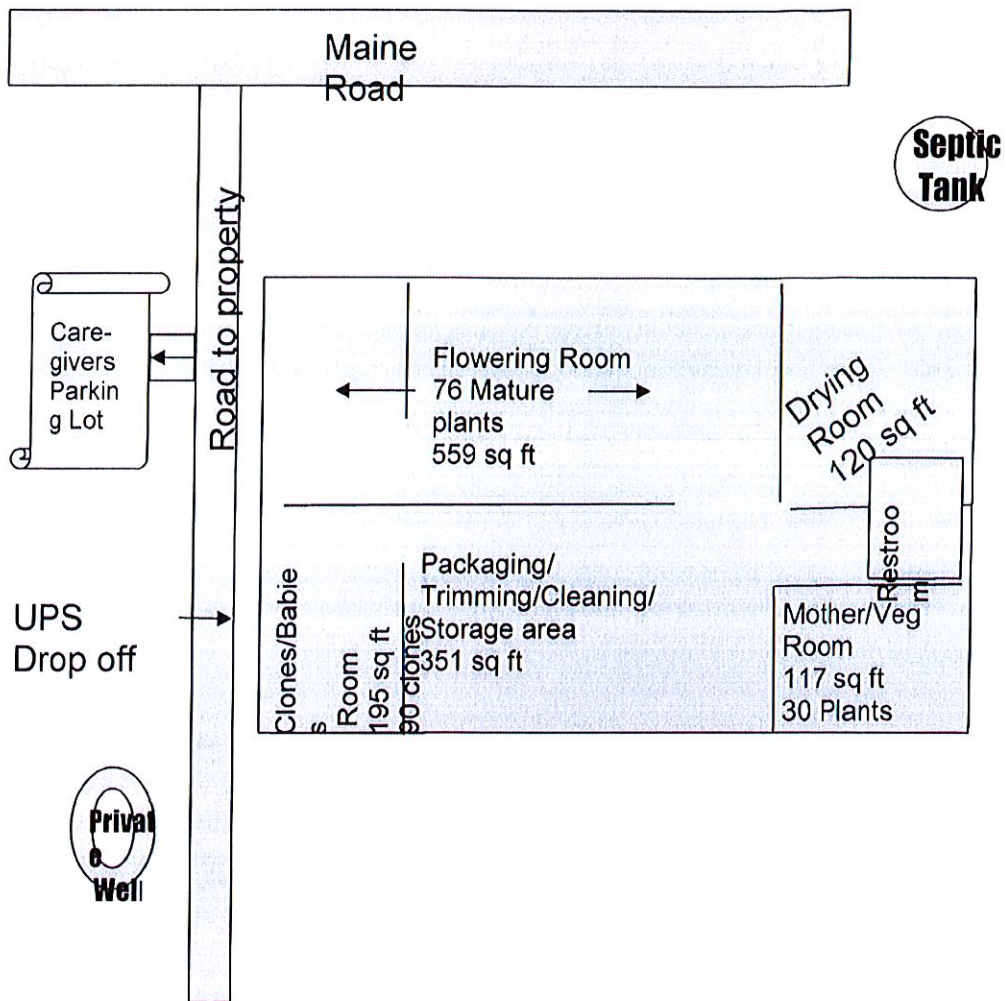 Maine
Road
Septic
Tank
Road to property
Care-
givers
Parkin
g Lot
Flowering Room
76 Mature
plants
559 sq ft
Drying
Room
120 sq ft
Restroo
m
UPS
Drop off
Clones/Babie
s
Room
195 sq ft
90 clones
Packaging/
Trimming/Cleaning/
Storage area
351 sq ft
Mother/Veg
Room
117 sq ft
30 Plants
Privat
e
Well